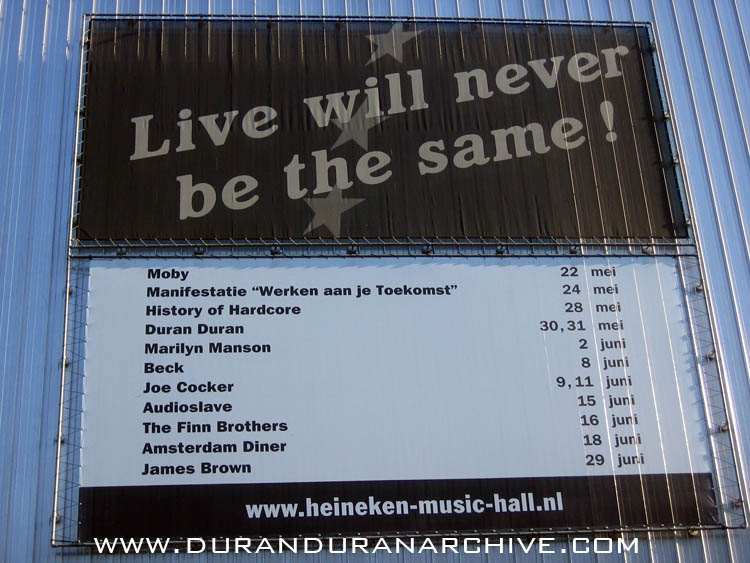 Live will never
be the same!
Moby 22 mei
Manifestatie "Werken aan je Toekomst" 24 mei
History of Hardcore 28 mei
Duran Duran 30,31 mei
Marilyn Manson 2 juni
Beck 8 juni
Joe Cocker 9,11 juni
Audioslave 15 juni
The Finn Brothers 16 juni
Amsterdam Diner 18 juni
James Brown 29 juni
www.heineken-music-hall.nl
WWW.DURANDURANARCHIVE.COM